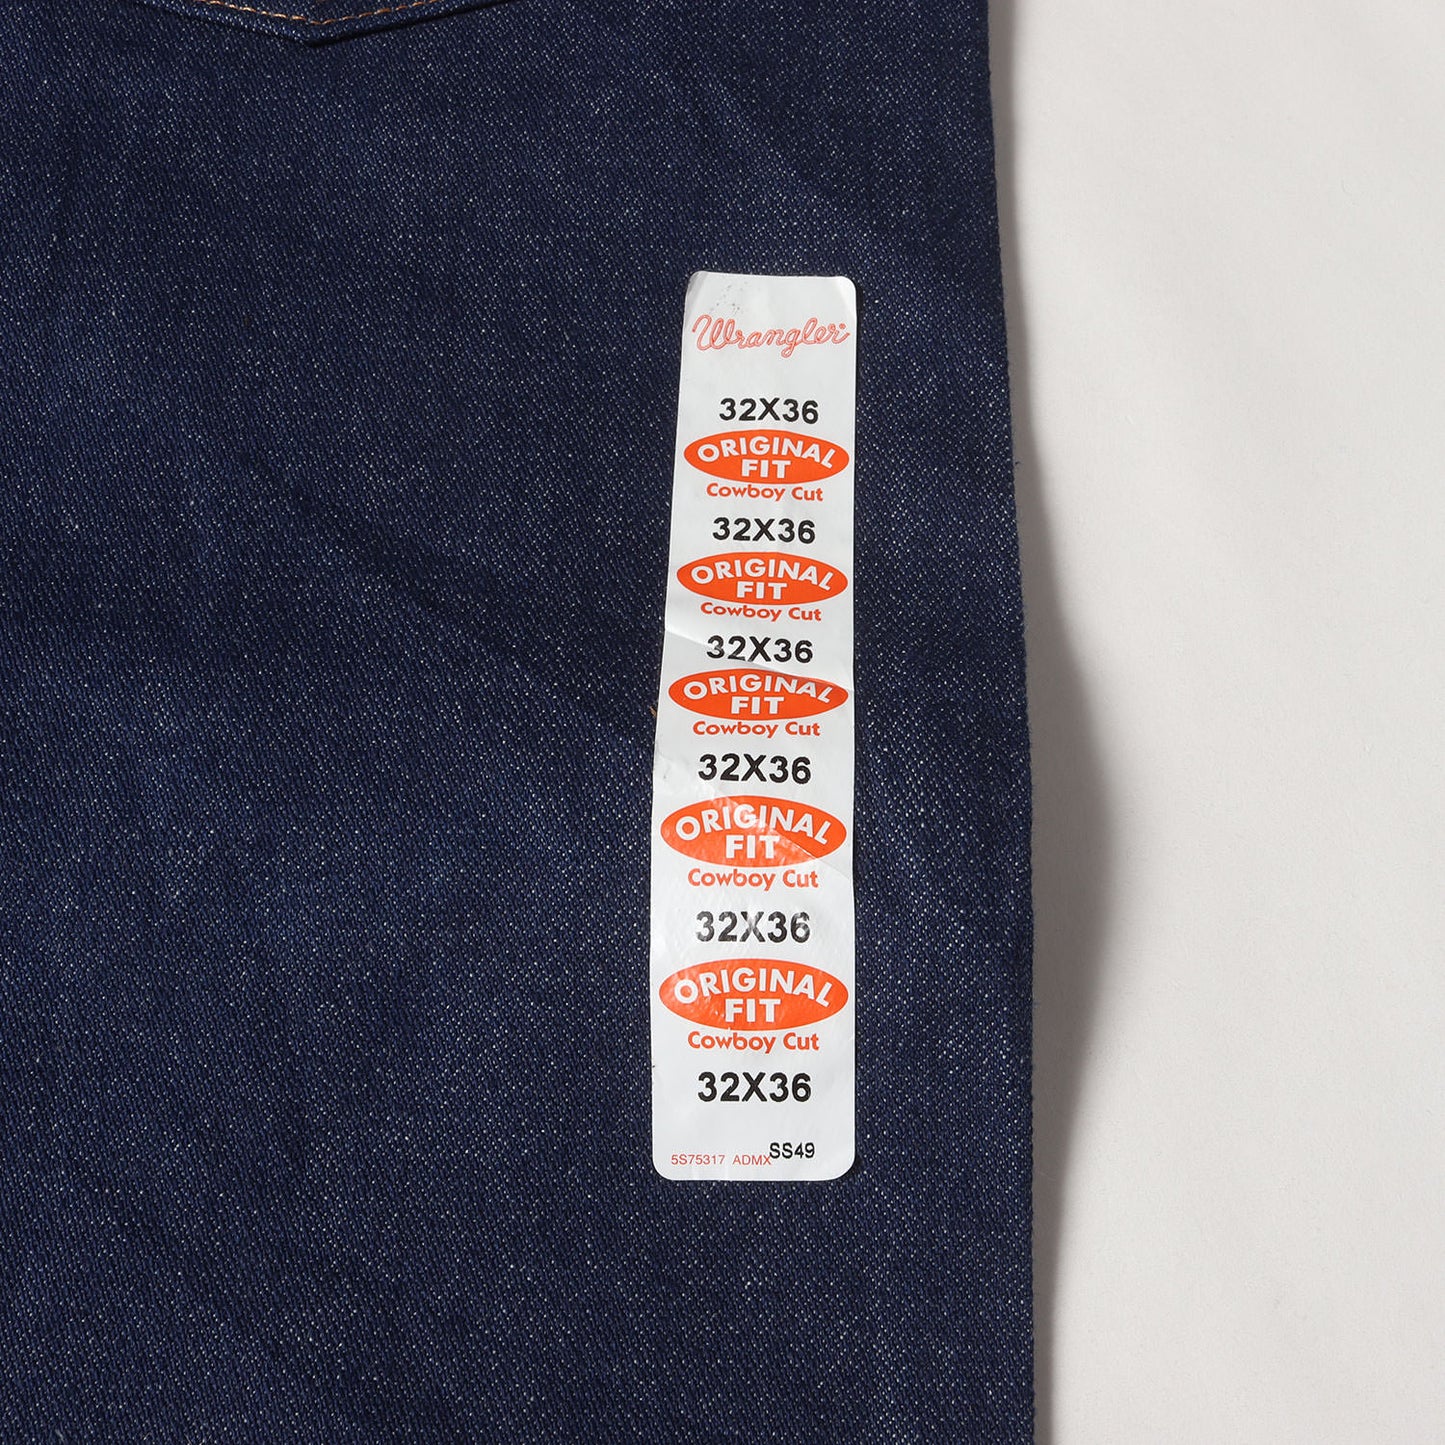 Wrangler®
32X36
ORIGINAL
FIT
Cowboy Cut
32X36
ORIGINAL
FIT
Cowboy Cut
32X36
ORIGINAL
FIT
Cowboy Cut
32X36
ORIGINAL
FIT
Cowboy Cut
32X36
ORIGINAL
FIT
Cowboy Cut
32X36
5S75317 ADMX SS49